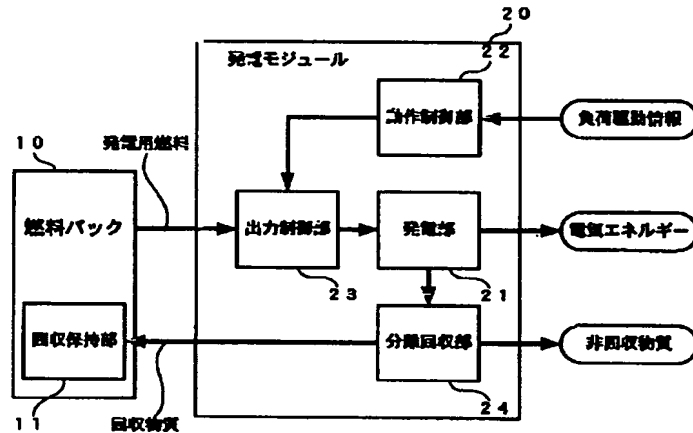 ２０
発電モジュール
２２
動作制御部
負荷駆動情報
１０
発電用燃料
燃料パック
出力制御部
発電部
電気エネルギー
２３
２１
回収保持部
分離回収部
非回収物質
１１
回収物質
２４